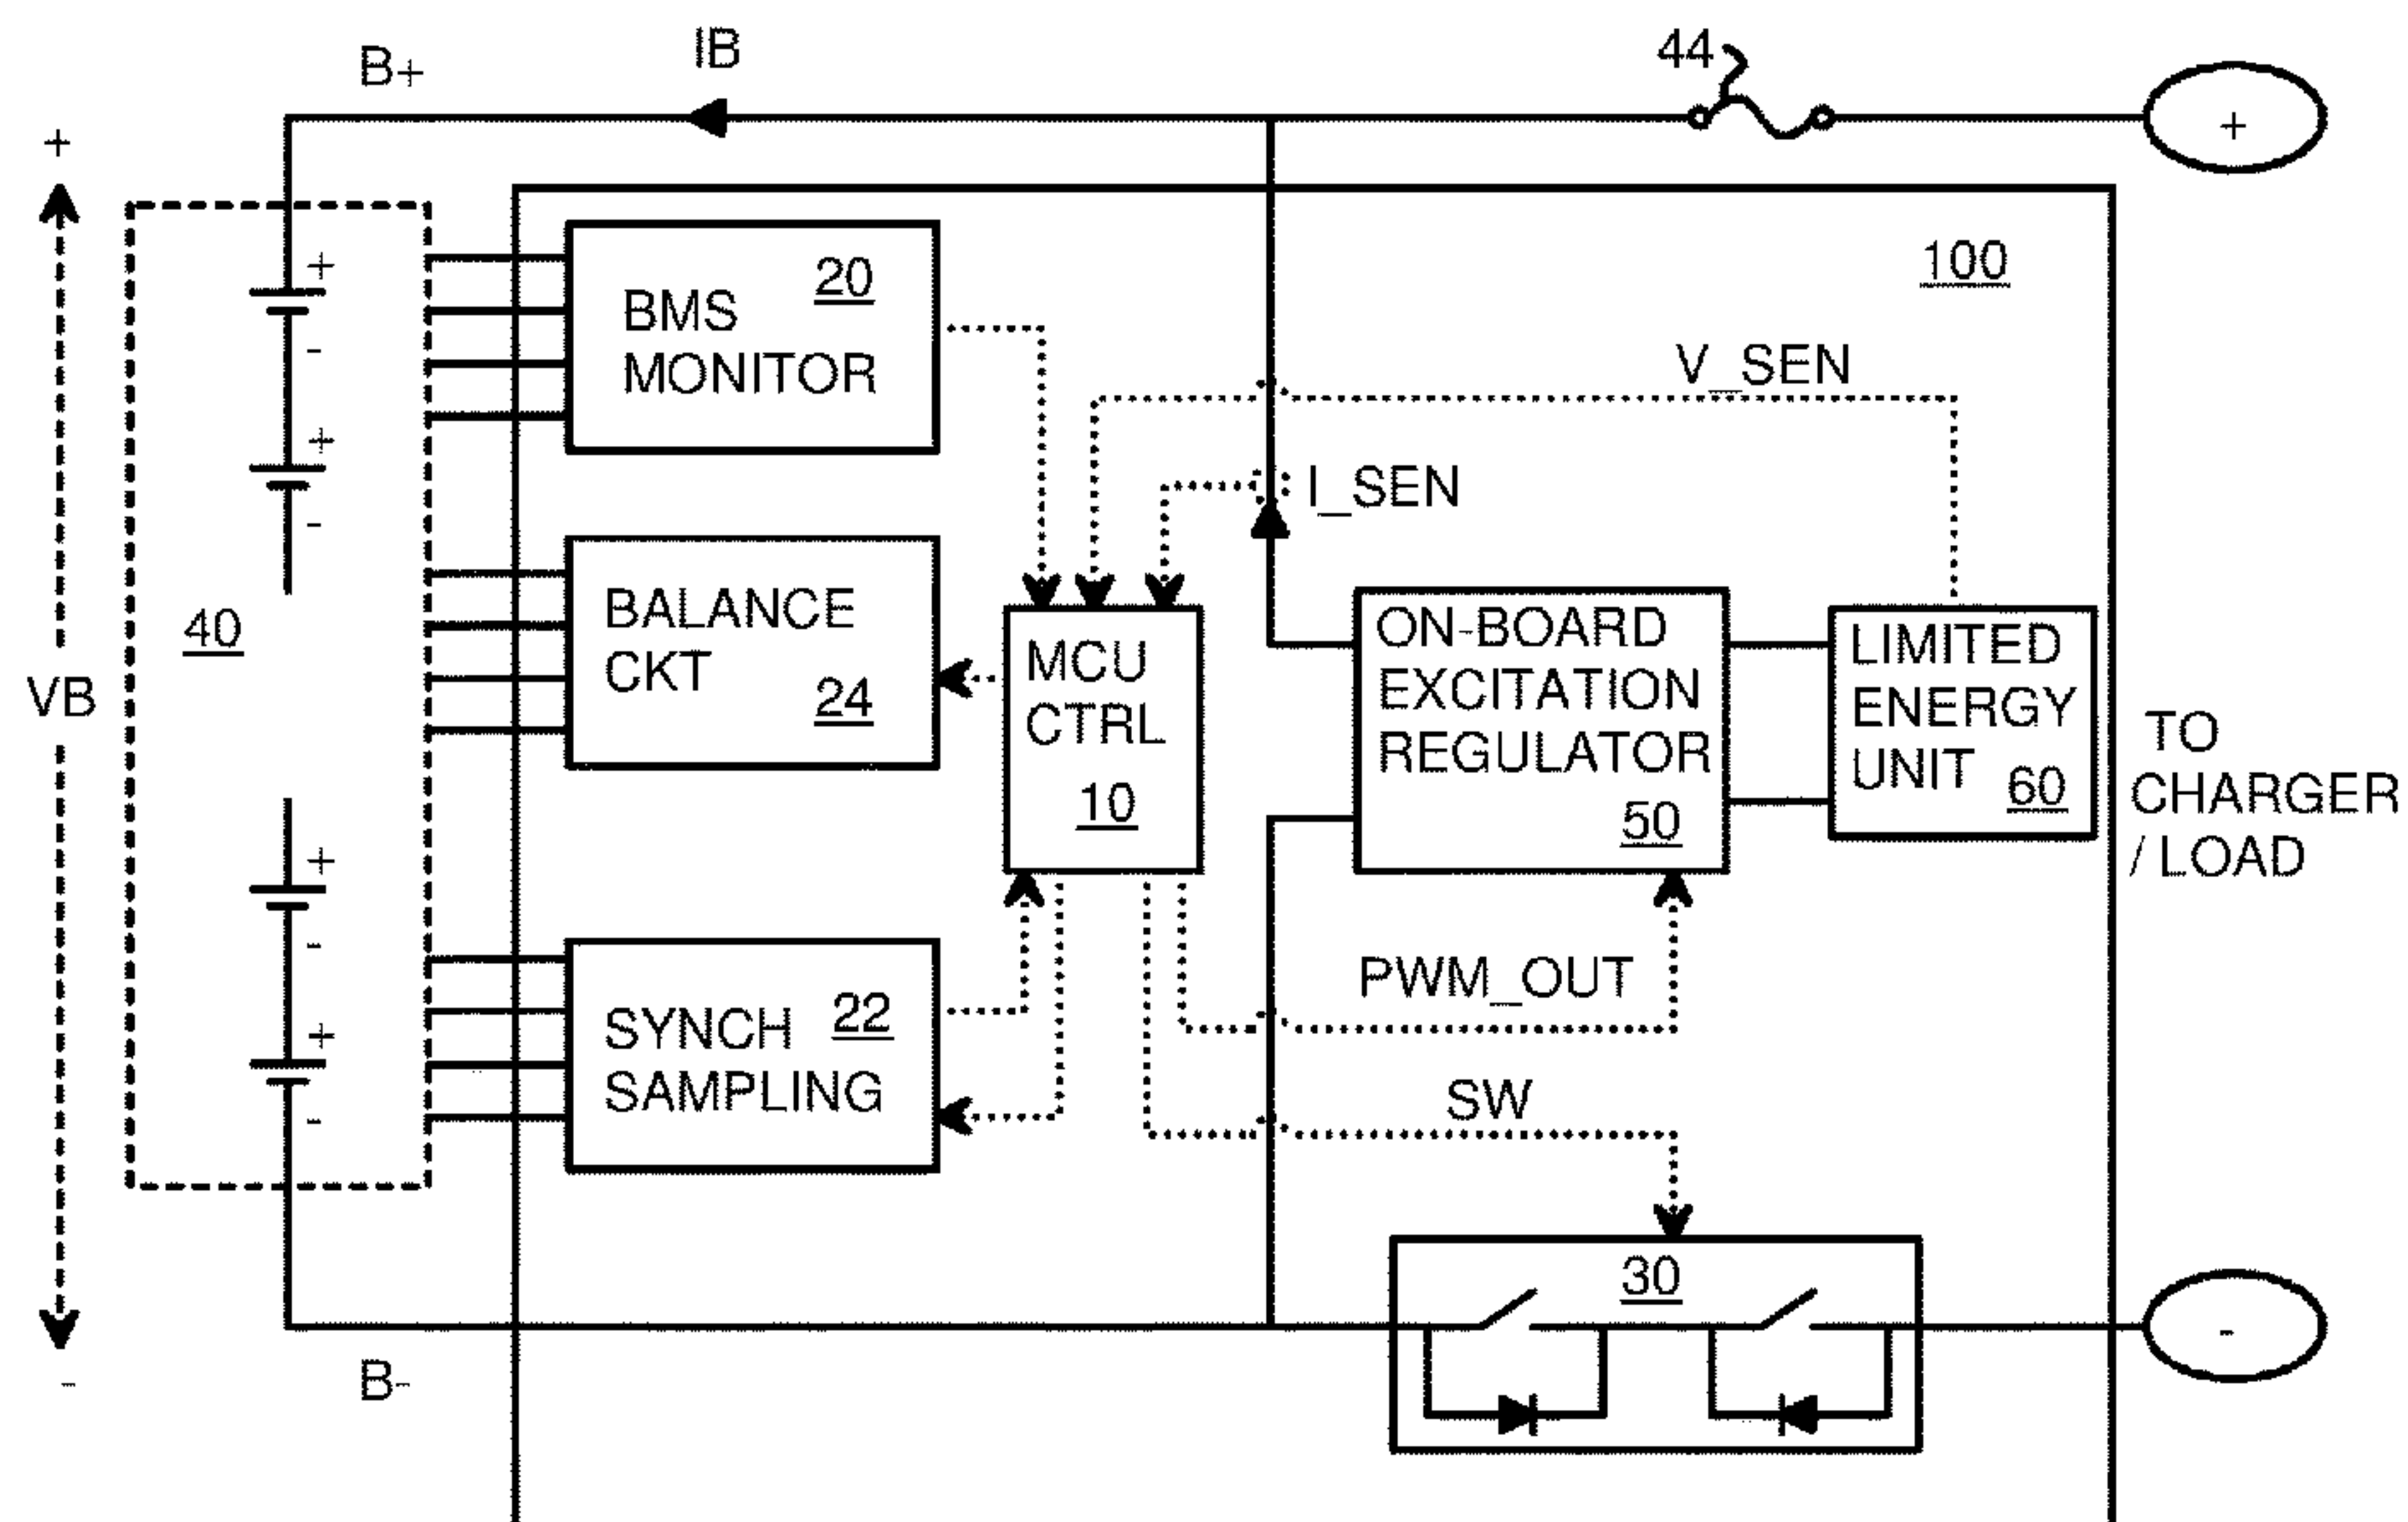 B+
IB
44
+
+
20
BMS
MONITOR
100
V_SEN
I_SEN
+
-
+
-
40
VB
BALANCE
CKT
24
MCU
CTRL
10
ON-BOARD
EXCITATION
REGULATOR
50
LIMITED
ENERGY
UNIT 60
TO
CHARGER
/ LOAD
+
-
+
-
SYNCH 22
SAMPLING
PWM_OUT
SW
30
-
B-
-